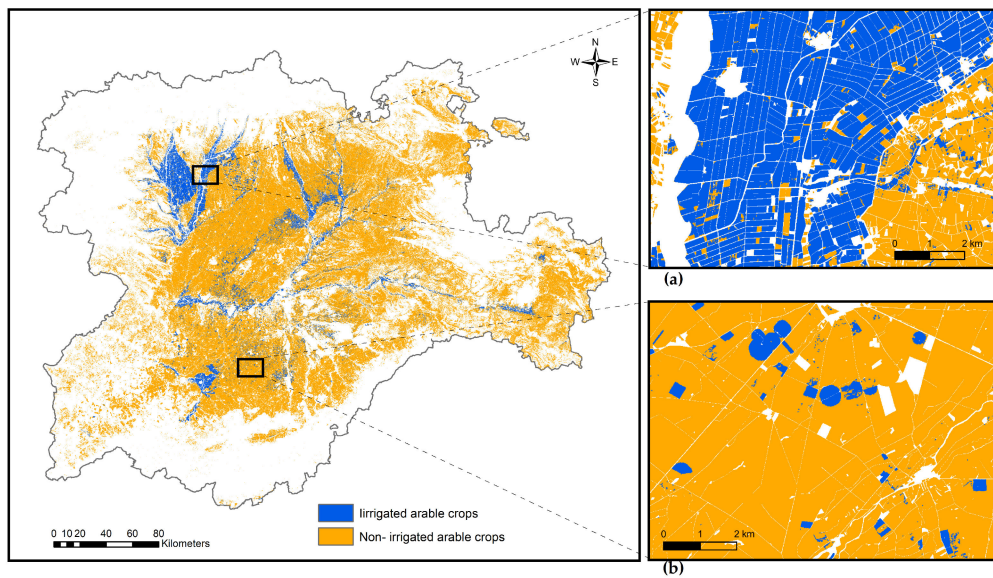 N
W E
S
Iirrigated arable crops
Non- irrigated arable crops
0 10 20 40 60 80
Kilometers
0 1 2 km
(a)
0 1 2 km
(b)